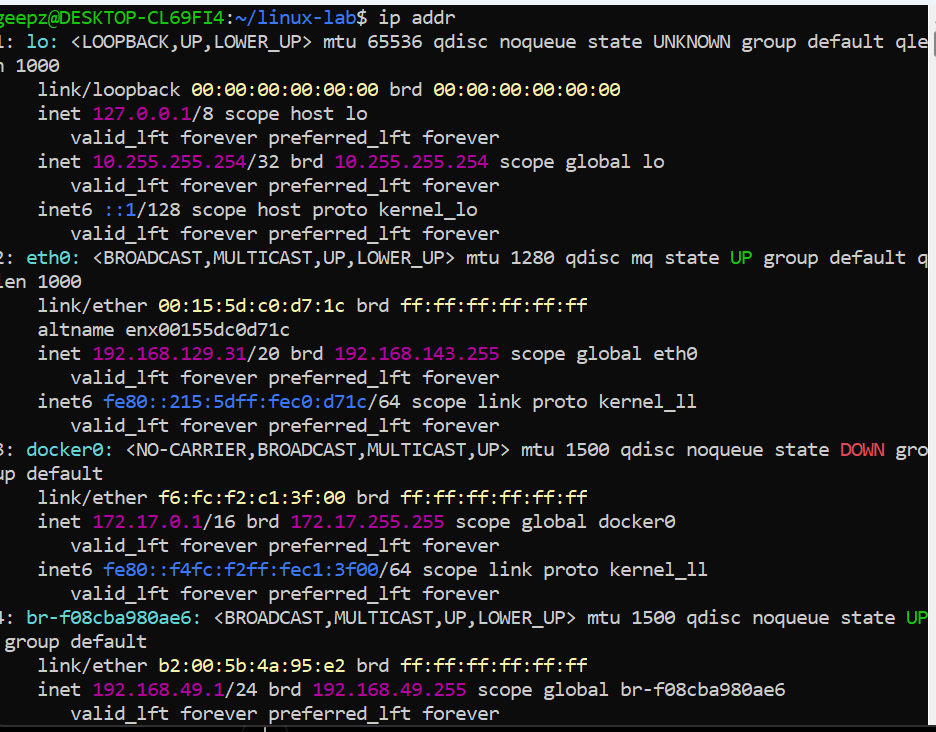 geepz@DESKTOP-CL69FI4:~/linux-lab$ ip addr
1: lo: <LOOPBACK,UP,LOWER_UP> mtu 65536 qdisc noqueue state UNKNOWN group default qle
n 1000
link/loopback 00:00:00:00:00:00 brd 00:00:00:00:00:00
inet 127.0.0.1/8 scope host lo
valid_lft forever preferred_lft forever
inet 10.255.255.254/32 brd 10.255.255.254 scope global lo
valid_lft forever preferred_lft forever
inet6 ::1/128 scope host proto kernel_lo
valid_lft forever preferred_lft forever
2: eth0: <BROADCAST,MULTICAST,UP,LOWER_UP> mtu 1280 qdisc mq state UP group default q
len 1000
link/ether 00:15:5d:c0:d7:1c brd ff:ff:ff:ff:ff:ff
altname enx00155dc0d71c
inet 192.168.129.31/20 brd 192.168.143.255 scope global eth0
valid_lft forever preferred_lft forever
inet6 fe80::215:5dff:fec0:d71c/64 scope link proto kernel_ll
valid_lft forever preferred_lft forever
3: docker0: <NO-CARRIER,BROADCAST,MULTICAST,UP> mtu 1500 qdisc noqueue state DOWN gro
up default
link/ether f6:fc:f2:c1:3f:00 brd ff:ff:ff:ff:ff:ff
inet 172.17.0.1/16 brd 172.17.255.255 scope global docker0
valid_lft forever preferred_lft forever
inet6 fe80::f4fc:f2ff:fec1:3f00/64 scope link proto kernel_ll
valid_lft forever preferred_lft forever
4: br-f08cba980ae6: <BROADCAST,MULTICAST,UP,LOWER_UP> mtu 1500 qdisc noqueue state UP
group default
link/ether b2:00:5b:4a:95:e2 brd ff:ff:ff:ff:ff:ff
inet 192.168.49.1/24 brd 192.168.49.255 scope global br-f08cba980ae6
valid_lft forever preferred_lft forever